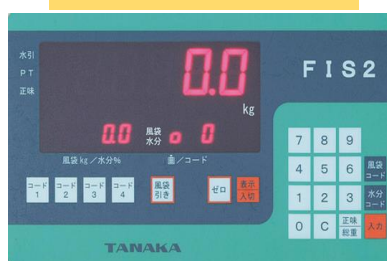 水引
PT
正味
0.0
kg
FIS2
0.0
風袋
水分
0
風袋kg/水分%
量/コード
コード
1
コード
2
コード
3
コード
4
風袋
引き
ゼロ
表示
入切
7 8 9
4 5 6
風袋
コード
1 2 3
水分
コード
0 C
正味
総重
入力
TANAKA